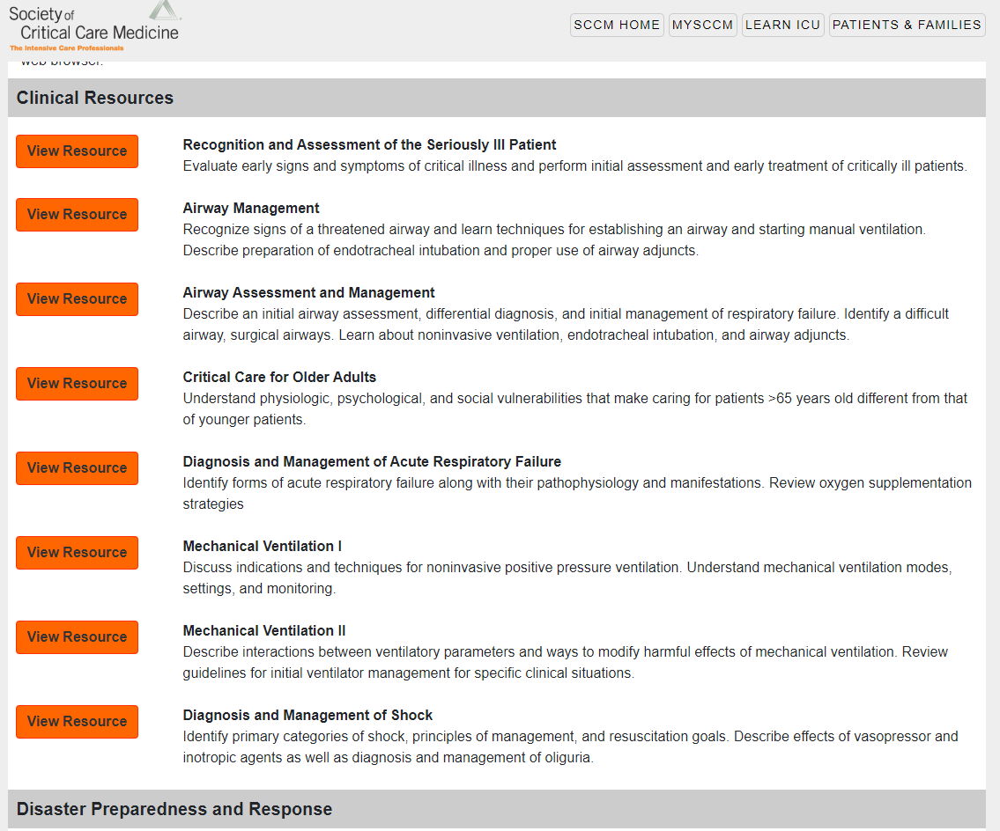 Society of
Critical Care Medicine
The Intensive Care Professionals
SCCM HOME MYSCCM LEARN ICU PATIENTS & FAMILIES
web browser.
Clinical Resources
View Resource
Recognition and Assessment of the Seriously Ill Patient
Evaluate early signs and symptoms of critical illness and perform initial assessment and early treatment of critically ill patients.
View Resource
Airway Management
Recognize signs of a threatened airway and learn techniques for establishing an airway and starting manual ventilation.
Describe preparation of endotracheal intubation and proper use of airway adjuncts.
View Resource
Airway Assessment and Management
Describe an initial airway assessment, differential diagnosis, and initial management of respiratory failure. Identify a difficult
airway, surgical airways. Learn about noninvasive ventilation, endotracheal intubation, and airway adjuncts.
View Resource
Critical Care for Older Adults
Understand physiologic, psychological, and social vulnerabilities that make caring for patients >65 years old different from that
of younger patients.
View Resource
Diagnosis and Management of Acute Respiratory Failure
Identify forms of acute respiratory failure along with their pathophysiology and manifestations. Review oxygen supplementation
strategies
View Resource
Mechanical Ventilation I
Discuss indications and techniques for noninvasive positive pressure ventilation. Understand mechanical ventilation modes,
settings, and monitoring.
View Resource
Mechanical Ventilation II
Describe interactions between ventilatory parameters and ways to modify harmful effects of mechanical ventilation. Review
guidelines for initial ventilator management for specific clinical situations.
View Resource
Diagnosis and Management of Shock
Identify primary categories of shock, principles of management, and resuscitation goals. Describe effects of vasopressor and
inotropic agents as well as diagnosis and management of oliguria.
Disaster Preparedness and Response